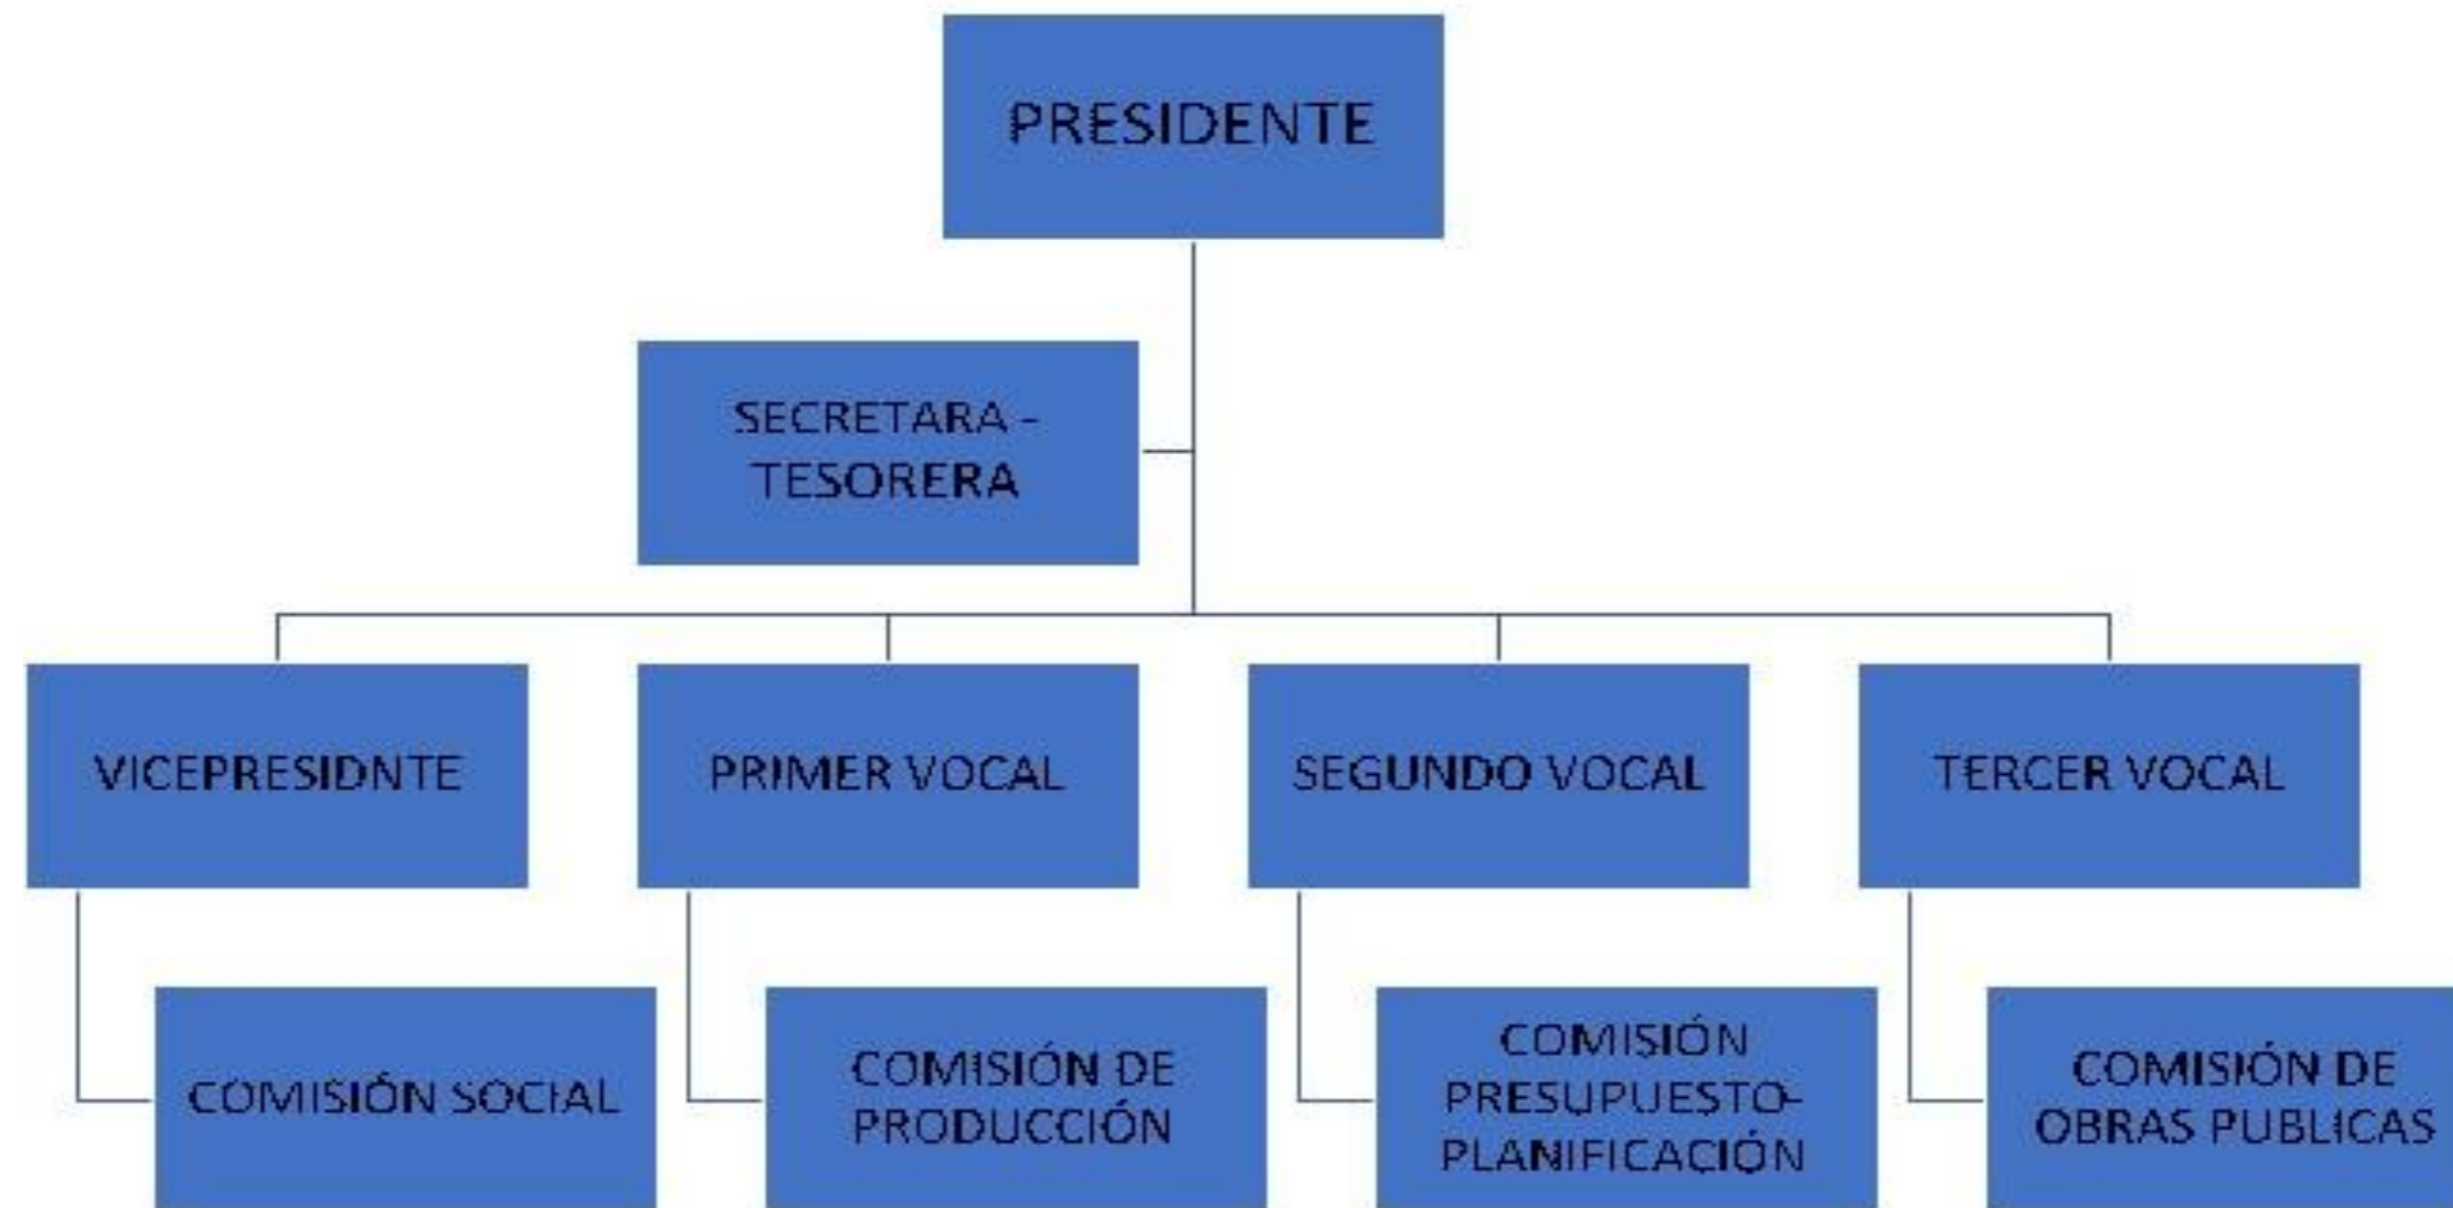 PRESIDENTE
SECRETARA -
TESORERA
VICEPRESIDNTE
PRIMER VOCAL
SEGUNDO VOCAL
TERCER VOCAL
COMISIÓN SOCIAL
COMISIÓN DE
PRODUCCIÓN
COMISIÓN
PRESUPUESTO-
PLANIFICACIÓN
COMISIÓN DE
OBRAS PUBLICAS